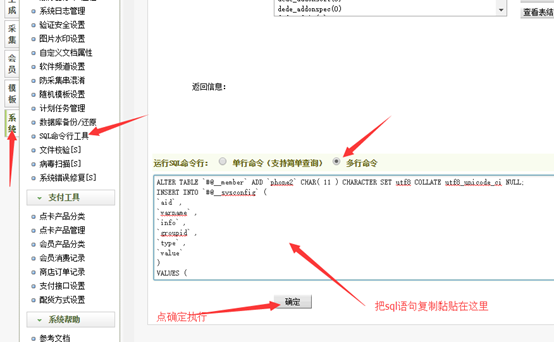 生
成
采
集
会
员
模
板
系
统
系统日志管理
验证安全设置
图片水印设置
自定义文档属性
软件频道设置
防采集串混淆
随机模板设置
计划任务管理
数据库备份/还原
SQL命令行工具
文件校验[S]
病毒扫描[S]
系统错误修复[S]
支付工具
点卡产品分类
点卡产品管理
会员产品分类
会员消费记录
商店订单记录
支付接口设置
配货方式设置
系统帮助
参考文档
dede_addonspec(0)
查看表结
返回信息:
运行SQL命令行: 单行命令(支持简单查询) 多行命令
ALTER TABLE `#@__member` ADD `phone2` CHAR( 11 ) CHARACTER SET utf8 COLLATE utf8_unicode_ci NULL;
INSERT INTO `#@__sysconfig` (
`aid` ,
`varname` ,
`info` ,
`groupid` ,
`type` ,
`value`
)
VALUES (
确定
点确定执行
把sql语句复制黏贴在这里